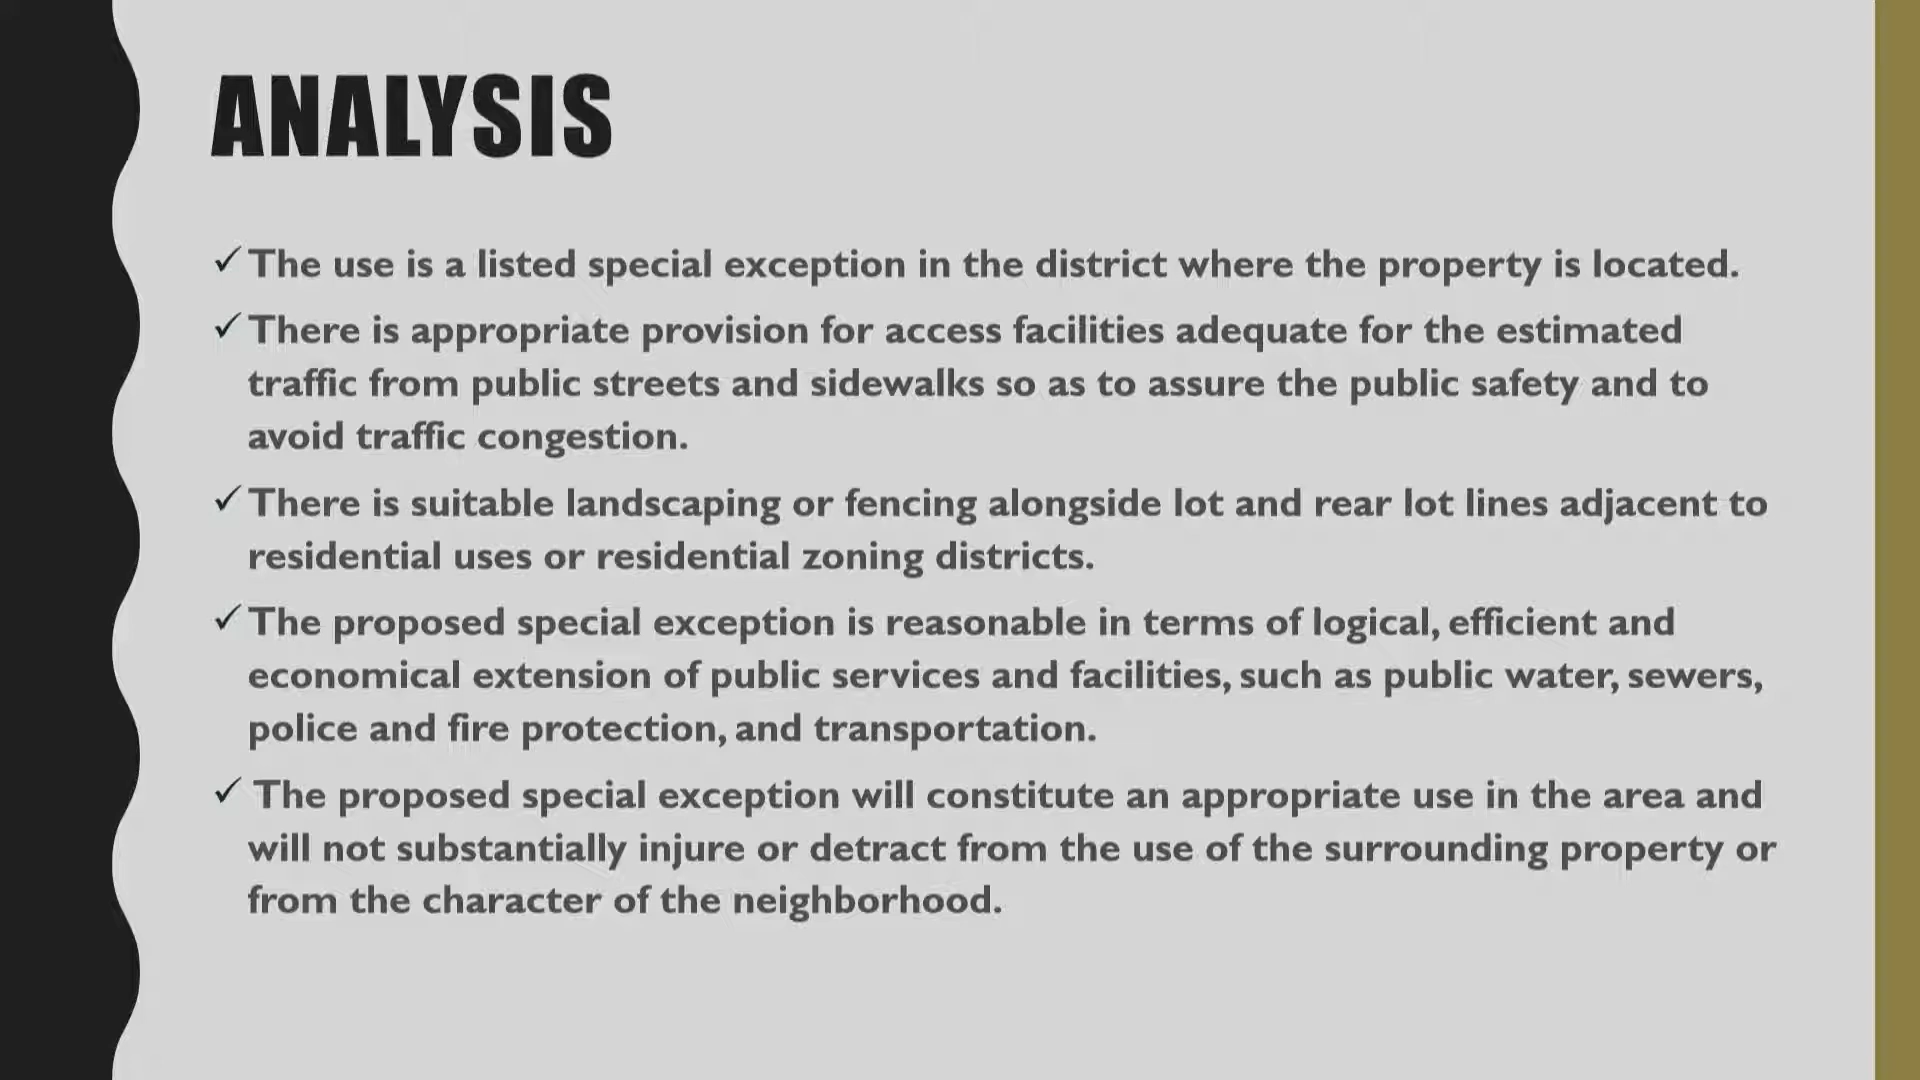 ANALYSIS
✓ The use is a listed special exception in the district where the property is located.
✓ There is appropriate provision for access facilities adequate for the estimated
traffic from public streets and sidewalks so as to assure the public safety and to
avoid traffic congestion.
✓ There is suitable landscaping or fencing alongside lot and rear lot lines adjacent to
residential uses or residential zoning districts.
✓ The proposed special exception is reasonable in terms of logical, efficient and
economical extension of public services and facilities, such as public water, sewers,
police and fire protection, and transportation.
✓ The proposed special exception will constitute an appropriate use in the area and
will not substantially injure or detract from the use of the surrounding property or
from the character of the neighborhood.